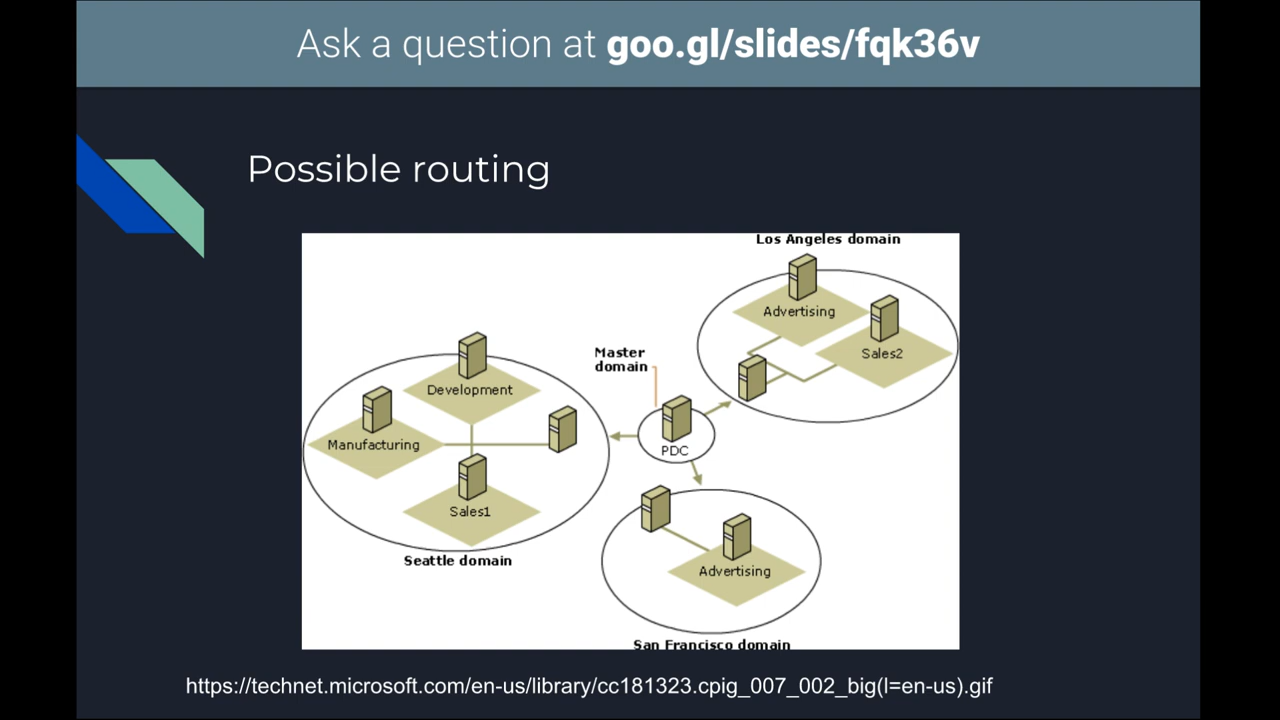 Ask a question at goo.gl/slides/fqk36v
Possible routing
Los Angeles domain
Advertising
Sales2
Master
domain
PDC
Development
Manufacturing
Sales1
Seattle domain
Advertising
San Francisco domain
https://technet.microsoft.com/en-us/library/cc181323.cpig_007_002_big(l=en-us).gif